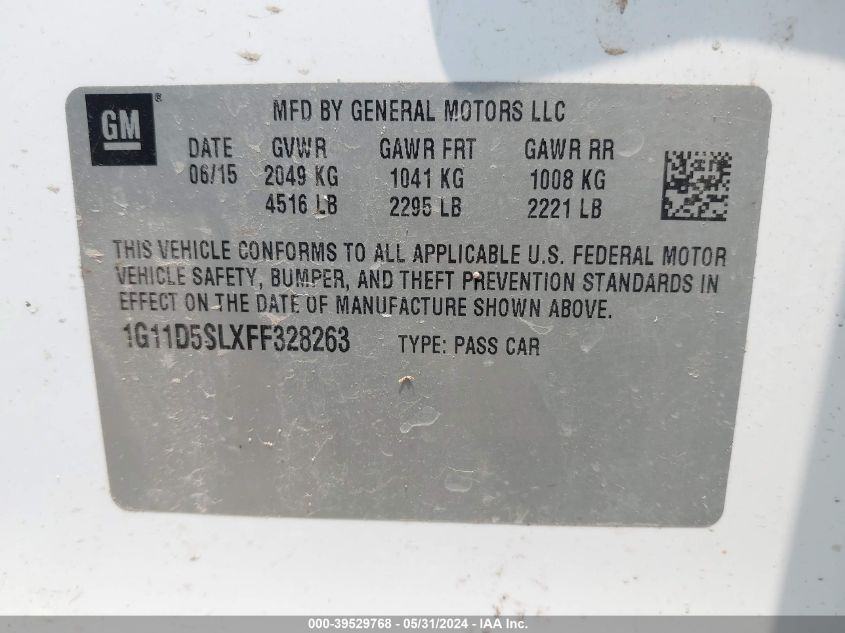 GM ®
MFD BY GENERAL MOTORS LLC
DATE GVWR GAWR FRT GAWR RR
06/15 2049 KG 1041 KG 1008 KG
4516 LB 2295 LB 2221 LB
THIS VEHICLE CONFORMS TO ALL APPLICABLE U.S. FEDERAL MOTOR
VEHICLE SAFETY, BUMPER, AND THEFT PREVENTION STANDARDS IN
EFFECT ON THE DATE OF MANUFACTURE SHOWN ABOVE.
1G11D5SLXFF328263 TYPE: PASS CAR
000-39529768 - 05/31/2024 - IAA Inc.